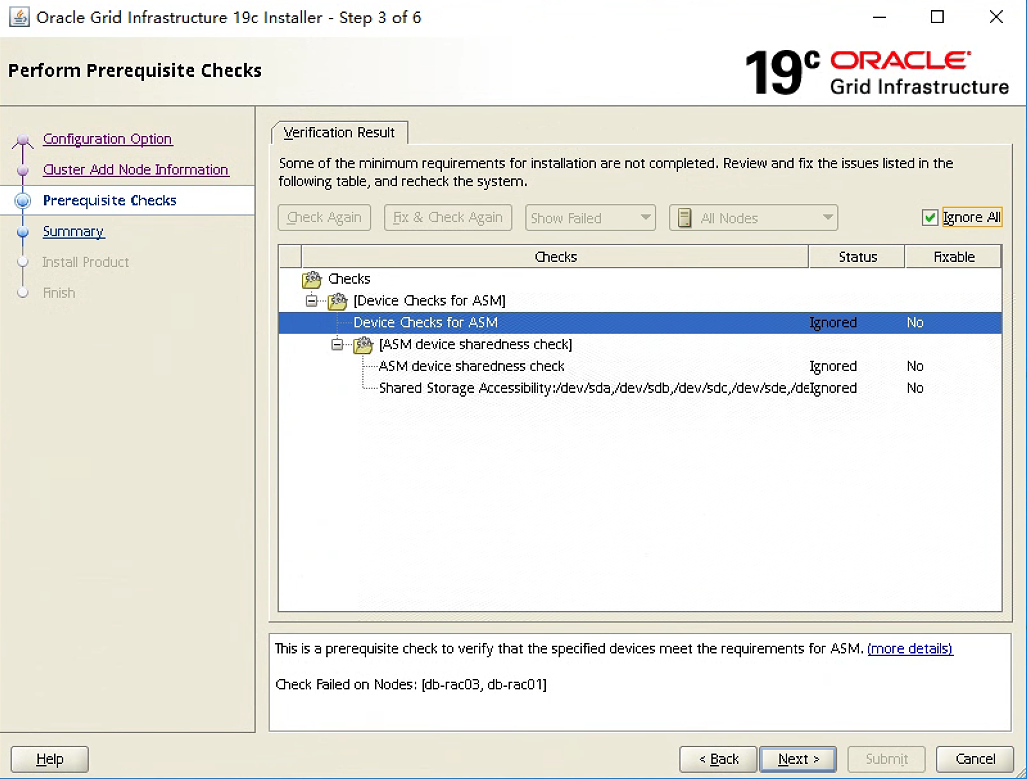 Oracle Grid Infrastructure 19c Installer - Step 3 of 6
Perform Prerequisite Checks
19c ORACLE
Grid Infrastructure
Configuration Option
Cluster Add Node Information
Prerequisite Checks
Summary
Install Product
Finish
Verification Result
Some of the minimum requirements for installation are not completed. Review and fix the issues listed in the
following table, and recheck the system.
Check Again Fix & Check Again Show Failed All Nodes Ignore All
Checks Status Fixable
Checks
[Device Checks for ASM]
Device Checks for ASM Ignored No
[ASM device sharedness check]
ASM device sharedness check Ignored No
Shared Storage Accessibility:/dev/sda,/dev/sdb,/dev/sdc,/dev/sde,/de Ignored No
This is a prerequisite check to verify that the specified devices meet the requirements for ASM. (more details)
Check Failed on Nodes: [db-rac03, db-rac01]
Help < Back Next > Submit Cancel